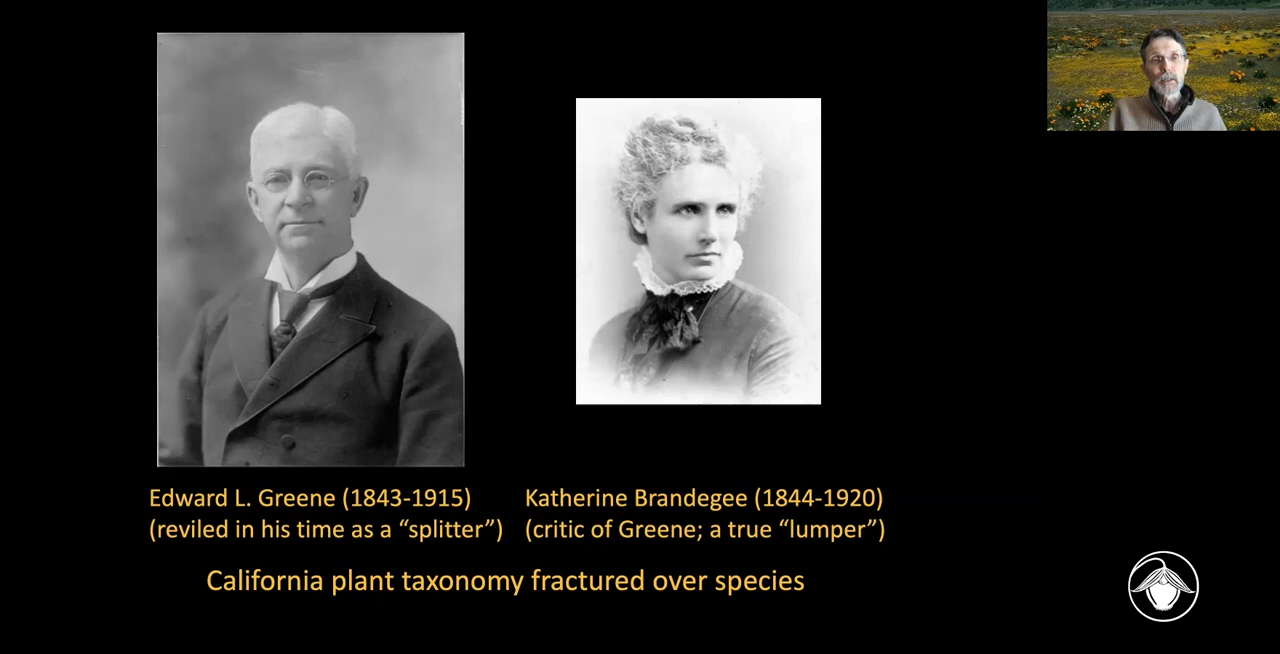 Edward L. Greene (1843-1915)
(reviled in his time as a “splitter”)
Katherine Brandegee (1844-1920)
(critic of Greene; a true “lumper”)
California plant taxonomy fractured over species